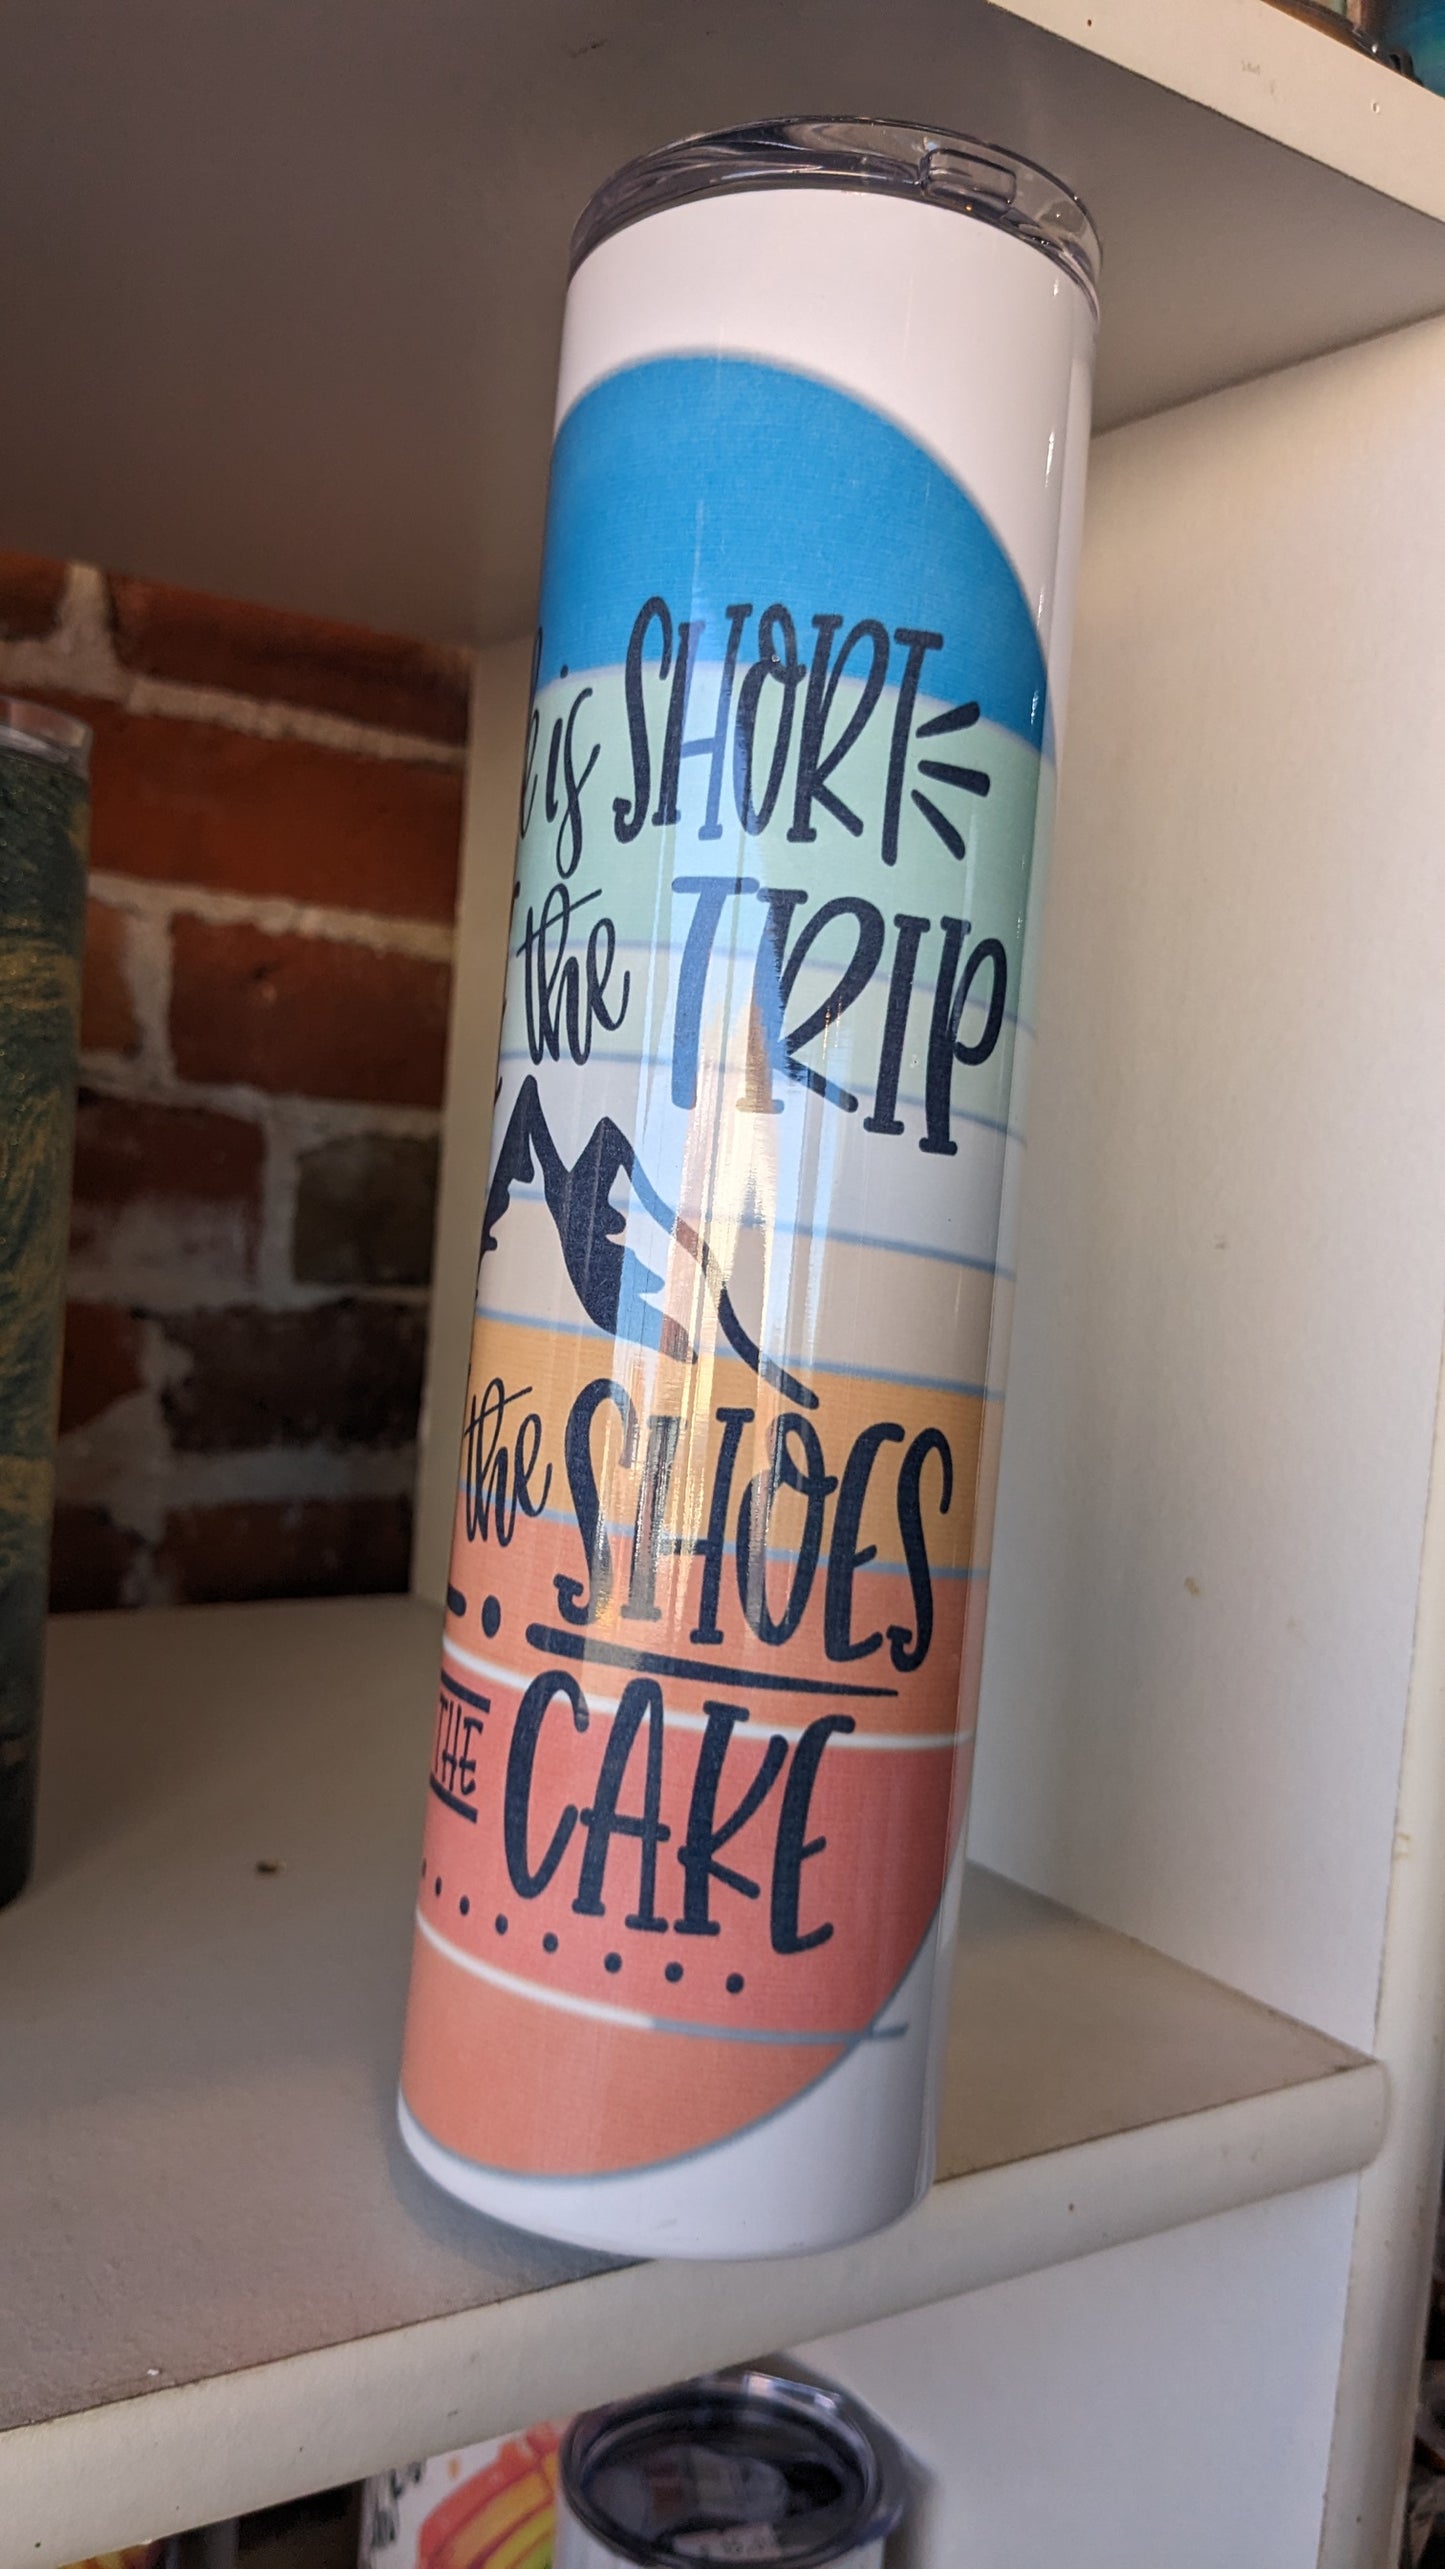 is SHORT
the TRIP
the SHOES
THE CAKE